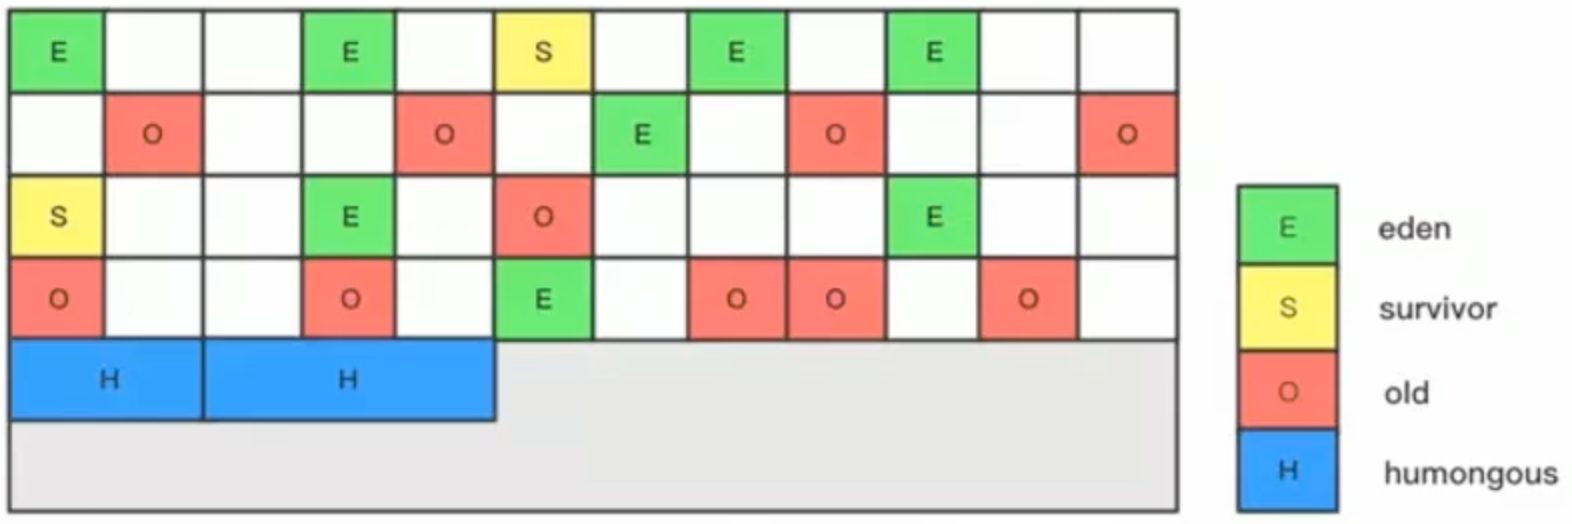 E E S E E
O O E O O
S E O E
O O E O O O
H H
E eden
S survivor
O old
H humongous